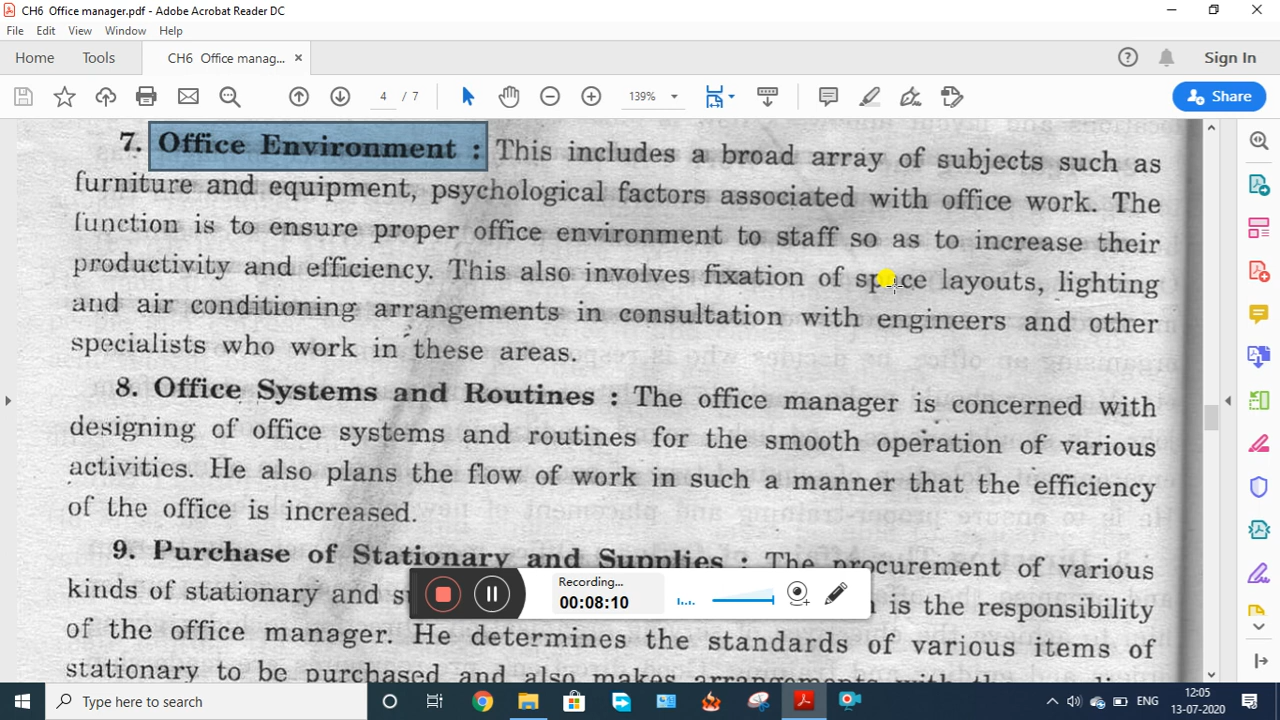 CH6 Office manager.pdf - Adobe Acrobat Reader DC
File Edit View Window Help
Home Tools CH6 Office manag... × Sign In
4 / 7 139% Share
7. Office Environment : This includes a broad array of subjects such as
furniture and equipment, psychological factors associated with office work. The
function is to ensure proper office environment to staff so as to increase their
productivity and efficiency. This also involves fixation of space layouts, lighting
and air conditioning arrangements in consultation with engineers and other
specialists who work in these areas.
8. Office Systems and Routines : The office manager is concerned with
designing of office systems and routines for the smooth operation of various
activities. He also plans the flow of work in such a manner that the efficiency
of the office is increased.
9. Purchase of Stationary and Supplies : The procurement of various
kinds of stationary and is the responsibility
of the office manager. He determines the standards of various items of
stationary to be purchased and also makes arrangements with the
Recording...
00:08:10
Type here to search ENG 12:05
13-07-2020